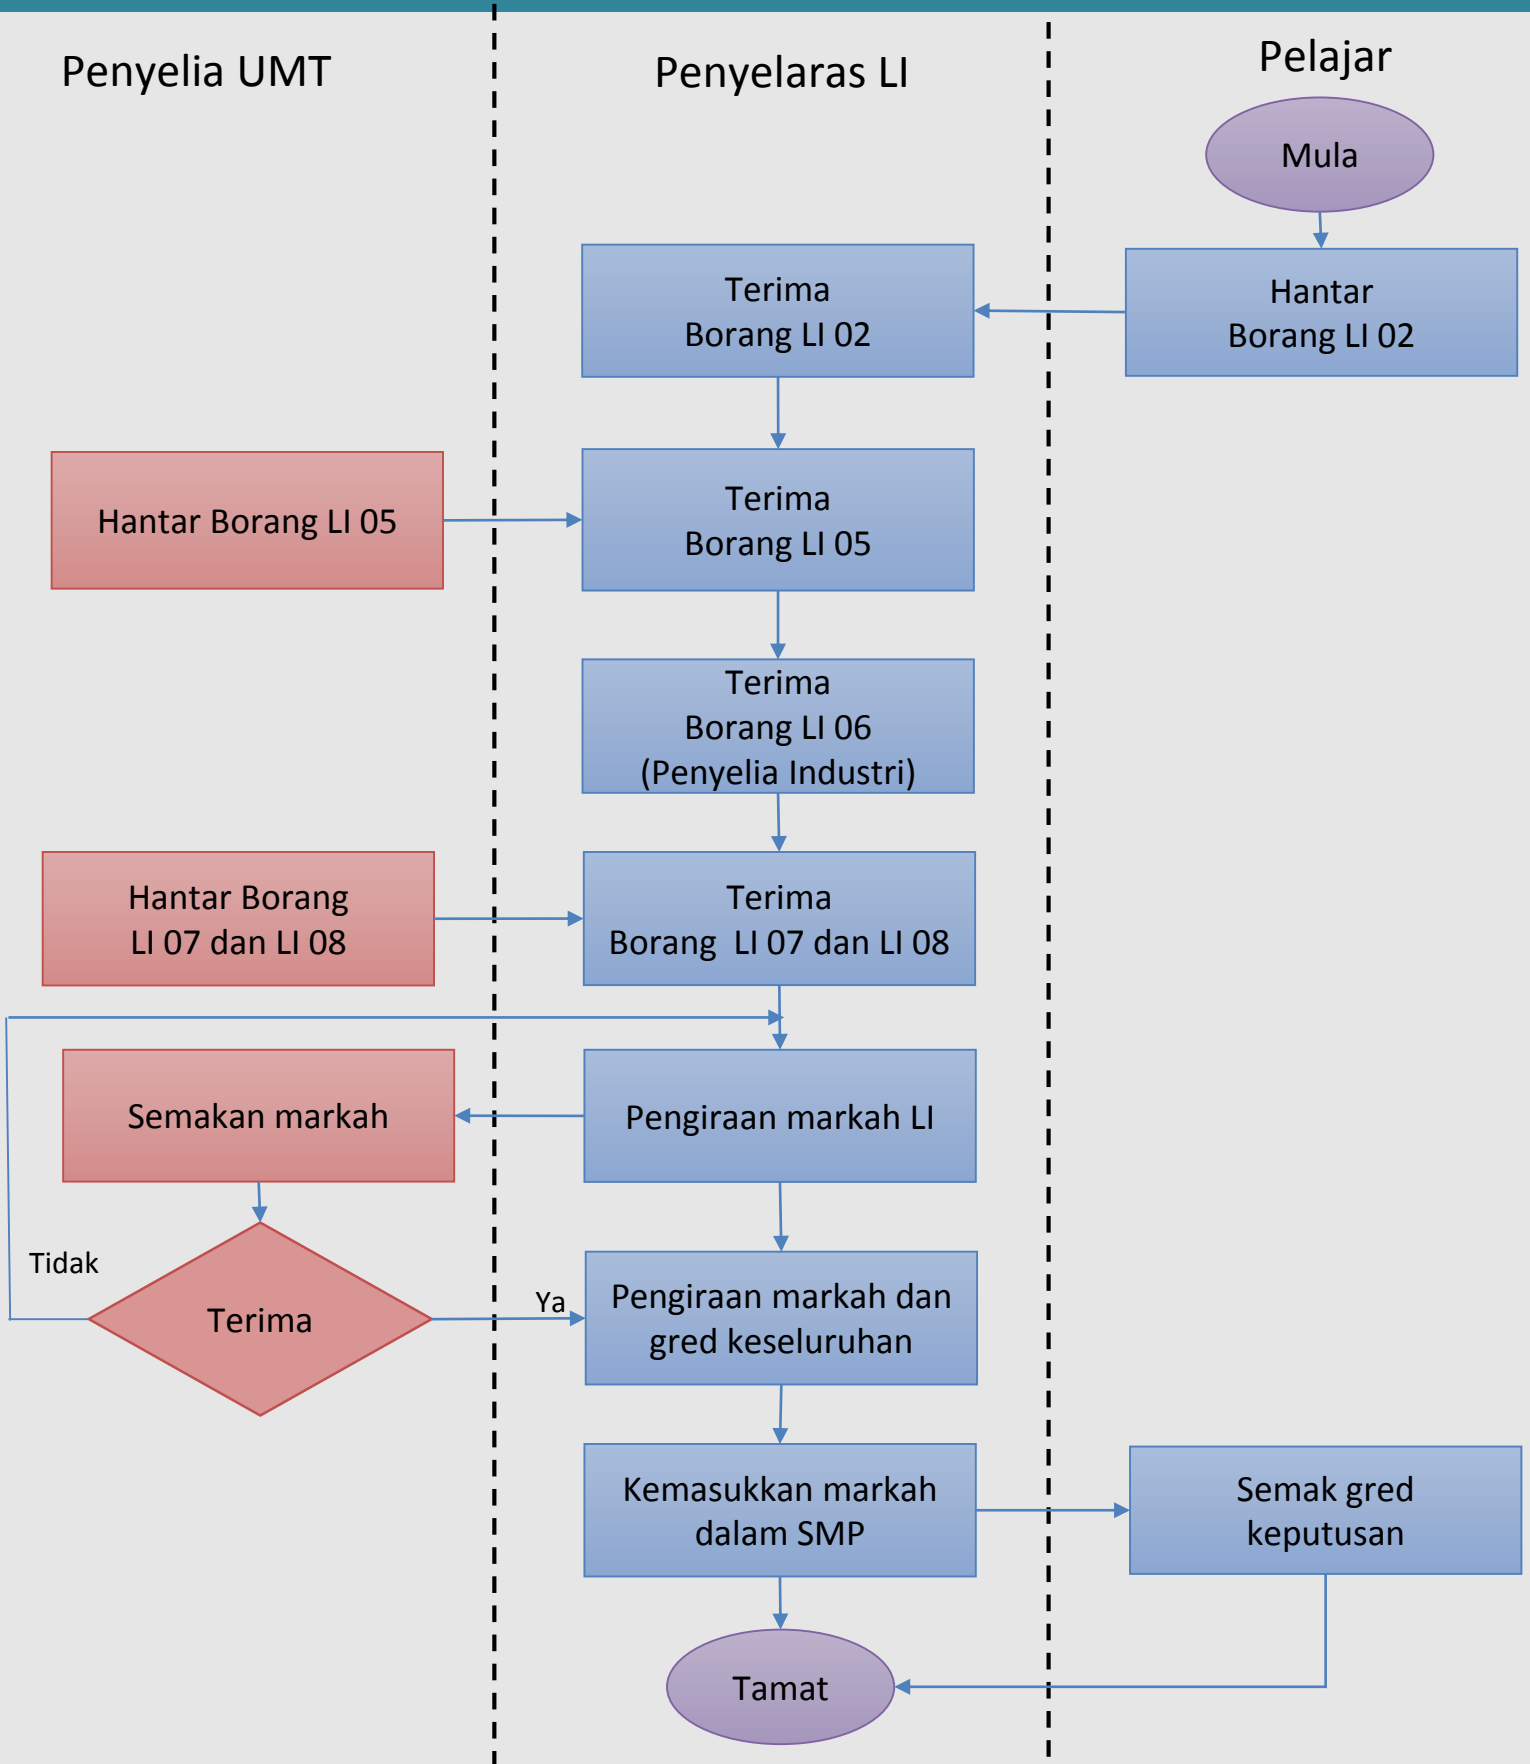 Penyelia UMT
Penyelaras LI
Pelajar
Mula
Terima
Borang LI 02
Hantar
Borang LI 02
Hantar Borang LI 05
Terima
Borang LI 05
Terima
Borang LI 06
(Penyelia Industri)
Hantar Borang
LI 07 dan LI 08
Terima
Borang  LI 07 dan LI 08
Semakan markah
Pengiraan markah LI
Tidak
Terima
Ya
Pengiraan markah dan
gred keseluruhan
Kemasukkan markah
dalam SMP
Semak gred
keputusan
Tamat